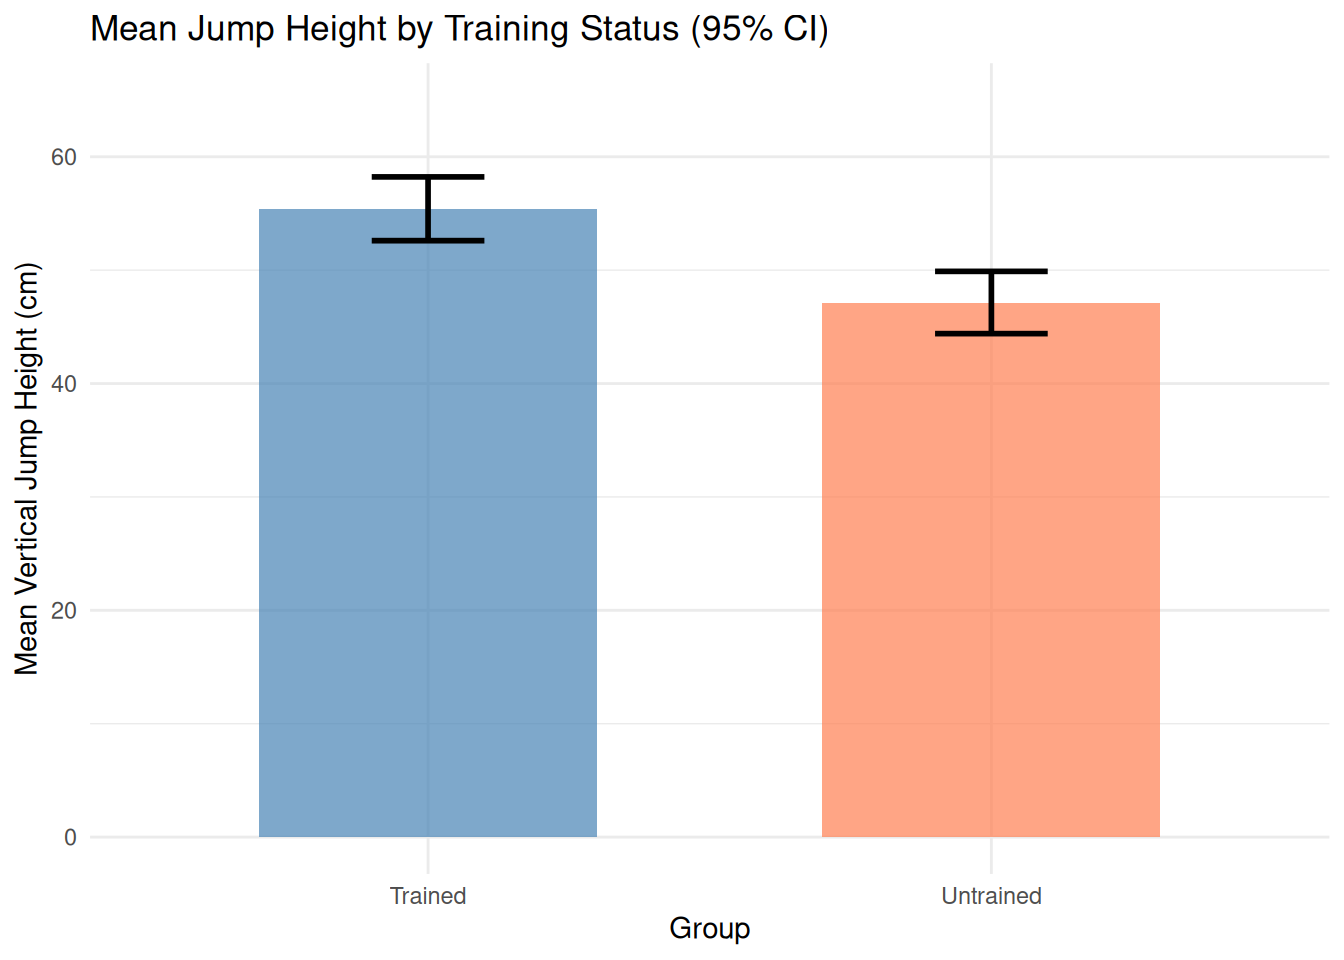 Mean Jump Height by Training Status (95% CI)
Mean Vertical Jump Height (cm)
60
40
20
0
Trained
Untrained
Group